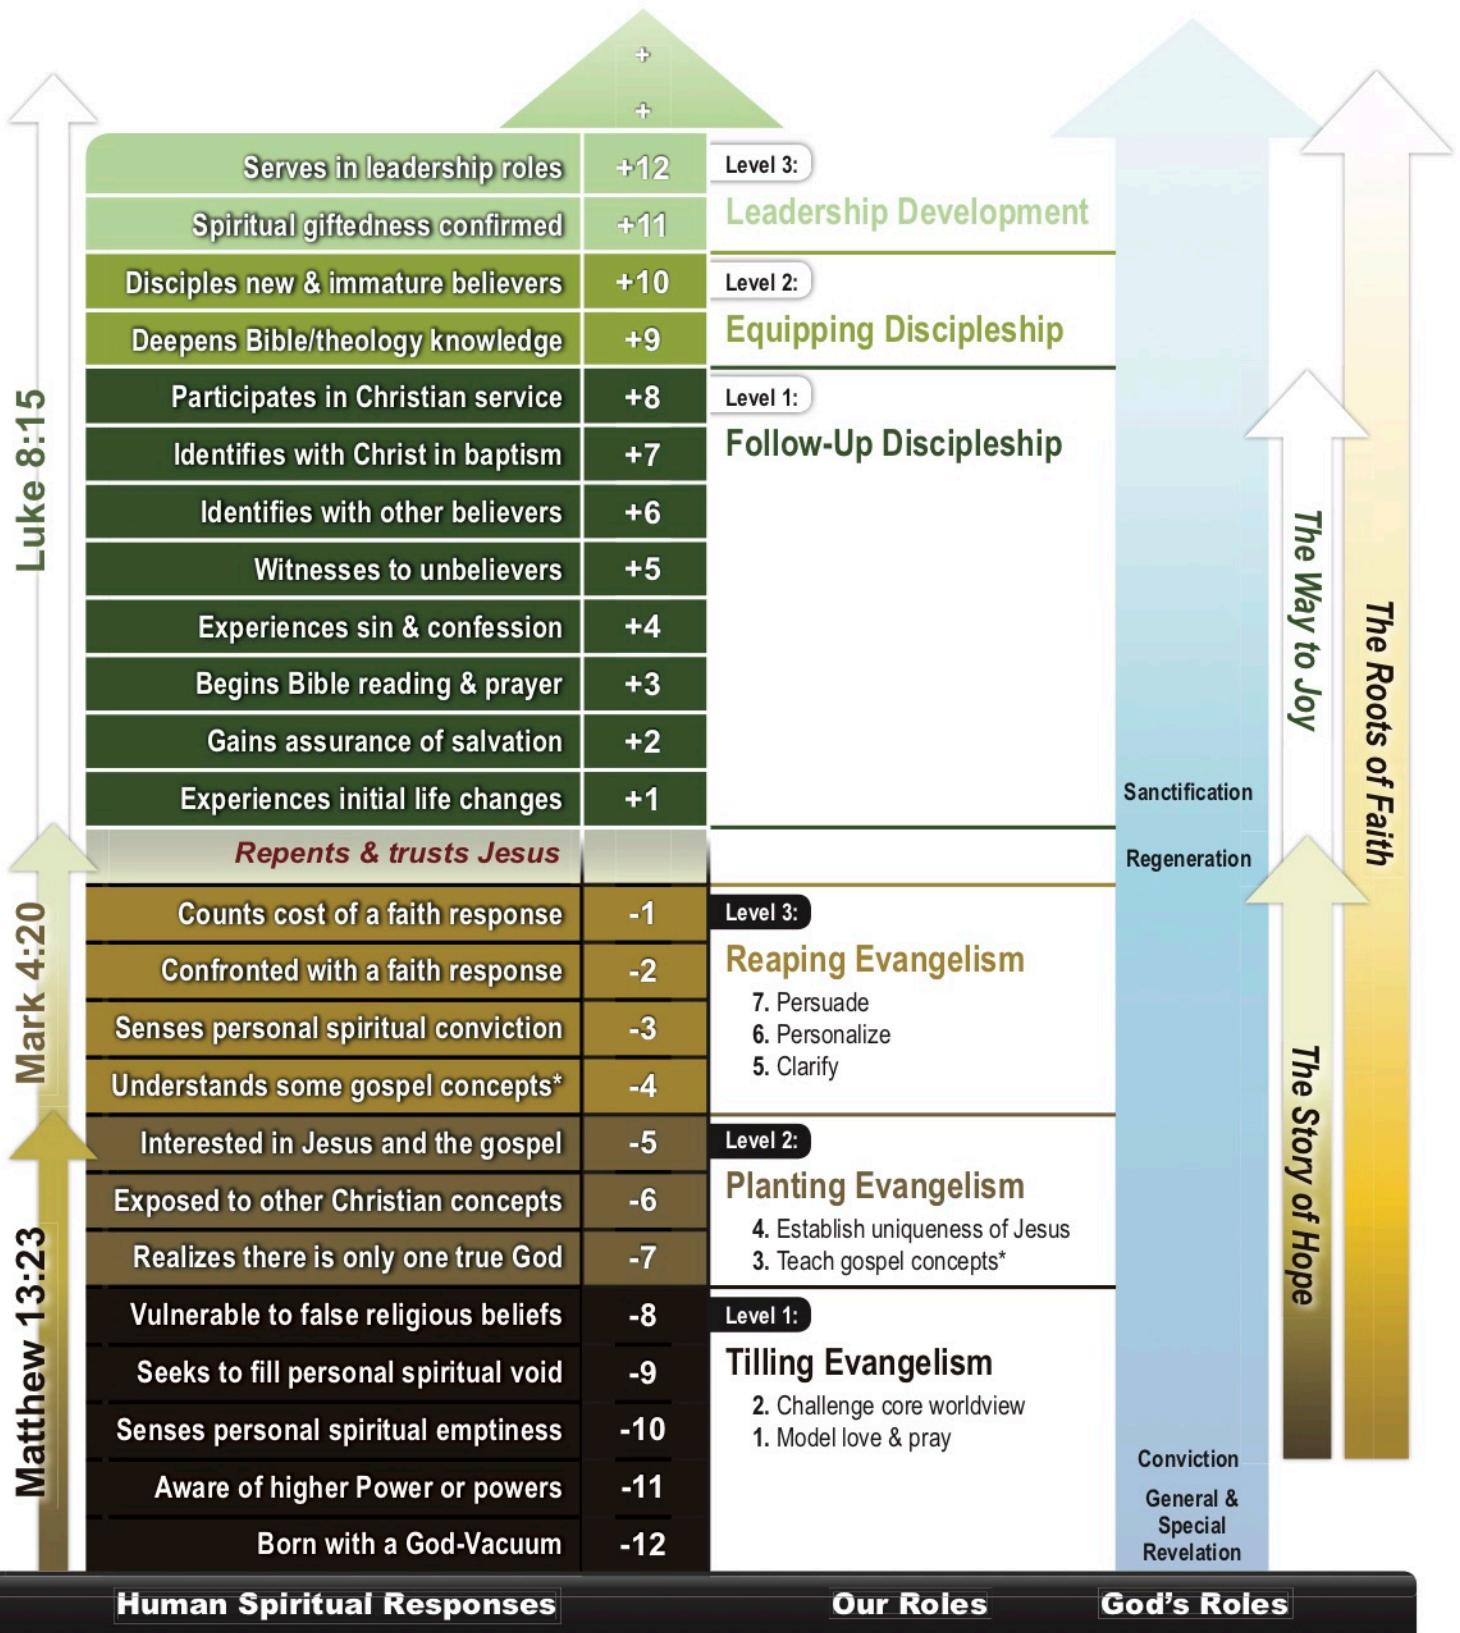 +
+
Serves in leadership roles +12
Spiritual giftedness confirmed +11
Disciples new & immature believers +10
Deepens Bible/theology knowledge +9
Participates in Christian service +8
Identifies with Christ in baptism +7
Identifies with other believers +6
Witnesses to unbelievers +5
Experiences sin & confession +4
Begins Bible reading & prayer +3
Gains assurance of salvation +2
Experiences initial life changes +1
Repents & trusts Jesus
Counts cost of a faith response -1
Confronted with a faith response -2
Senses personal spiritual conviction -3
Understands some gospel concepts* -4
Interested in Jesus and the gospel -5
Exposed to other Christian concepts -6
Realizes there is only one true God -7
Vulnerable to false religious beliefs -8
Seeks to fill personal spiritual void -9
Senses personal spiritual emptiness -10
Aware of higher Power or powers -11
Born with a God-Vacuum -12
Human Spiritual Responses
Luke 8:15
Mark 4:20
Matthew 13:23
Level 3:
Leadership Development
Level 2:
Equipping Discipleship
Level 1:
Follow-Up Discipleship
Level 3:
Reaping Evangelism
7. Persuade
6. Personalize
5. Clarify
Level 2:
Planting Evangelism
4. Establish uniqueness of Jesus
3. Teach gospel concepts*
Level 1:
Tilling Evangelism
2. Challenge core worldview
1. Model love & pray
Our Roles
Sanctification
Regeneration
Conviction
General &
Special
Revelation
God's Roles
The Way to Joy
The Story of Hope
The Roots of Faith